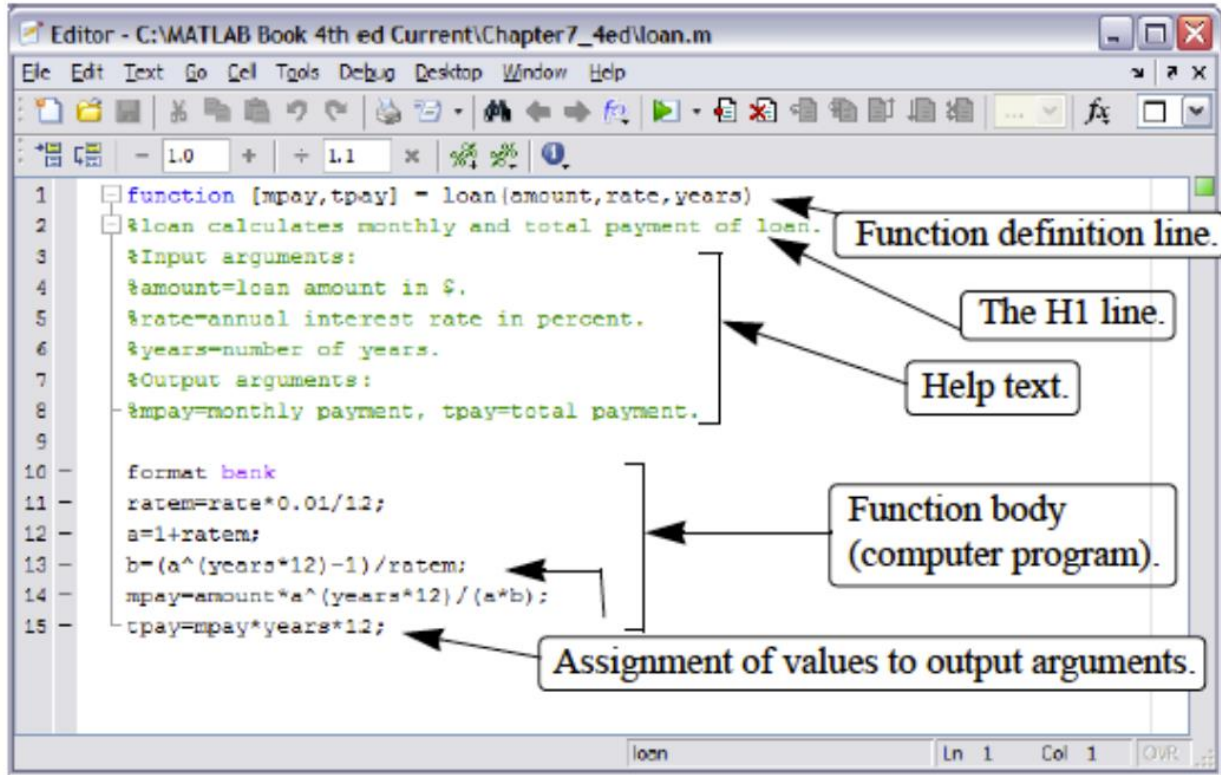 Editor - C:\MATLAB Book 4th ed Current\Chapter7_4ed\loan.m
File Edit Text Go Cell Tools Debug Desktop Window Help
1.0 1.1
1 function [mpay,tpay] = loan(amount,rate,years)
Function definition line.
2 %loan calculates monthly and total payment of loan.
The H1 line.
3 %Input arguments:
4 %amount=loan amount in $.
5 %rate=annual interest rate in percent.
6 %years=number of years.
7 %Output arguments:
8 %mpay=monthly payment, tpay=total payment.
Help text.
9
10 format bank
11 ratem=rate*0.01/12;
12 a=1+ratem;
13 b=(a^(years*12)-1)/ratem;
14 mpay=amount*a^(years*12)/(a*b);
15 tpay=mpay*years*12;
Function body
(computer program).
Assignment of values to output arguments.
loan Ln 1 Col 1 OVR